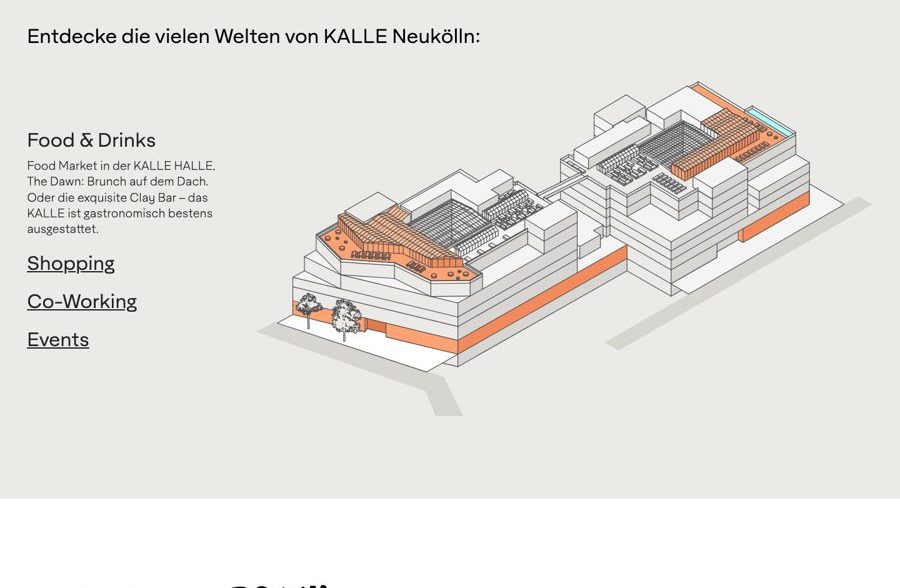 Entdecke die vielen Welten von KALLE Neukölln:
Food & Drinks
Food Market in der KALLE HALLE,
The Dawn: Brunch auf dem Dach.
Oder die exquisite Clay Bar – das
KALLE ist gastronomisch bestens
ausgestattet.
Shopping
Co-Working
Events